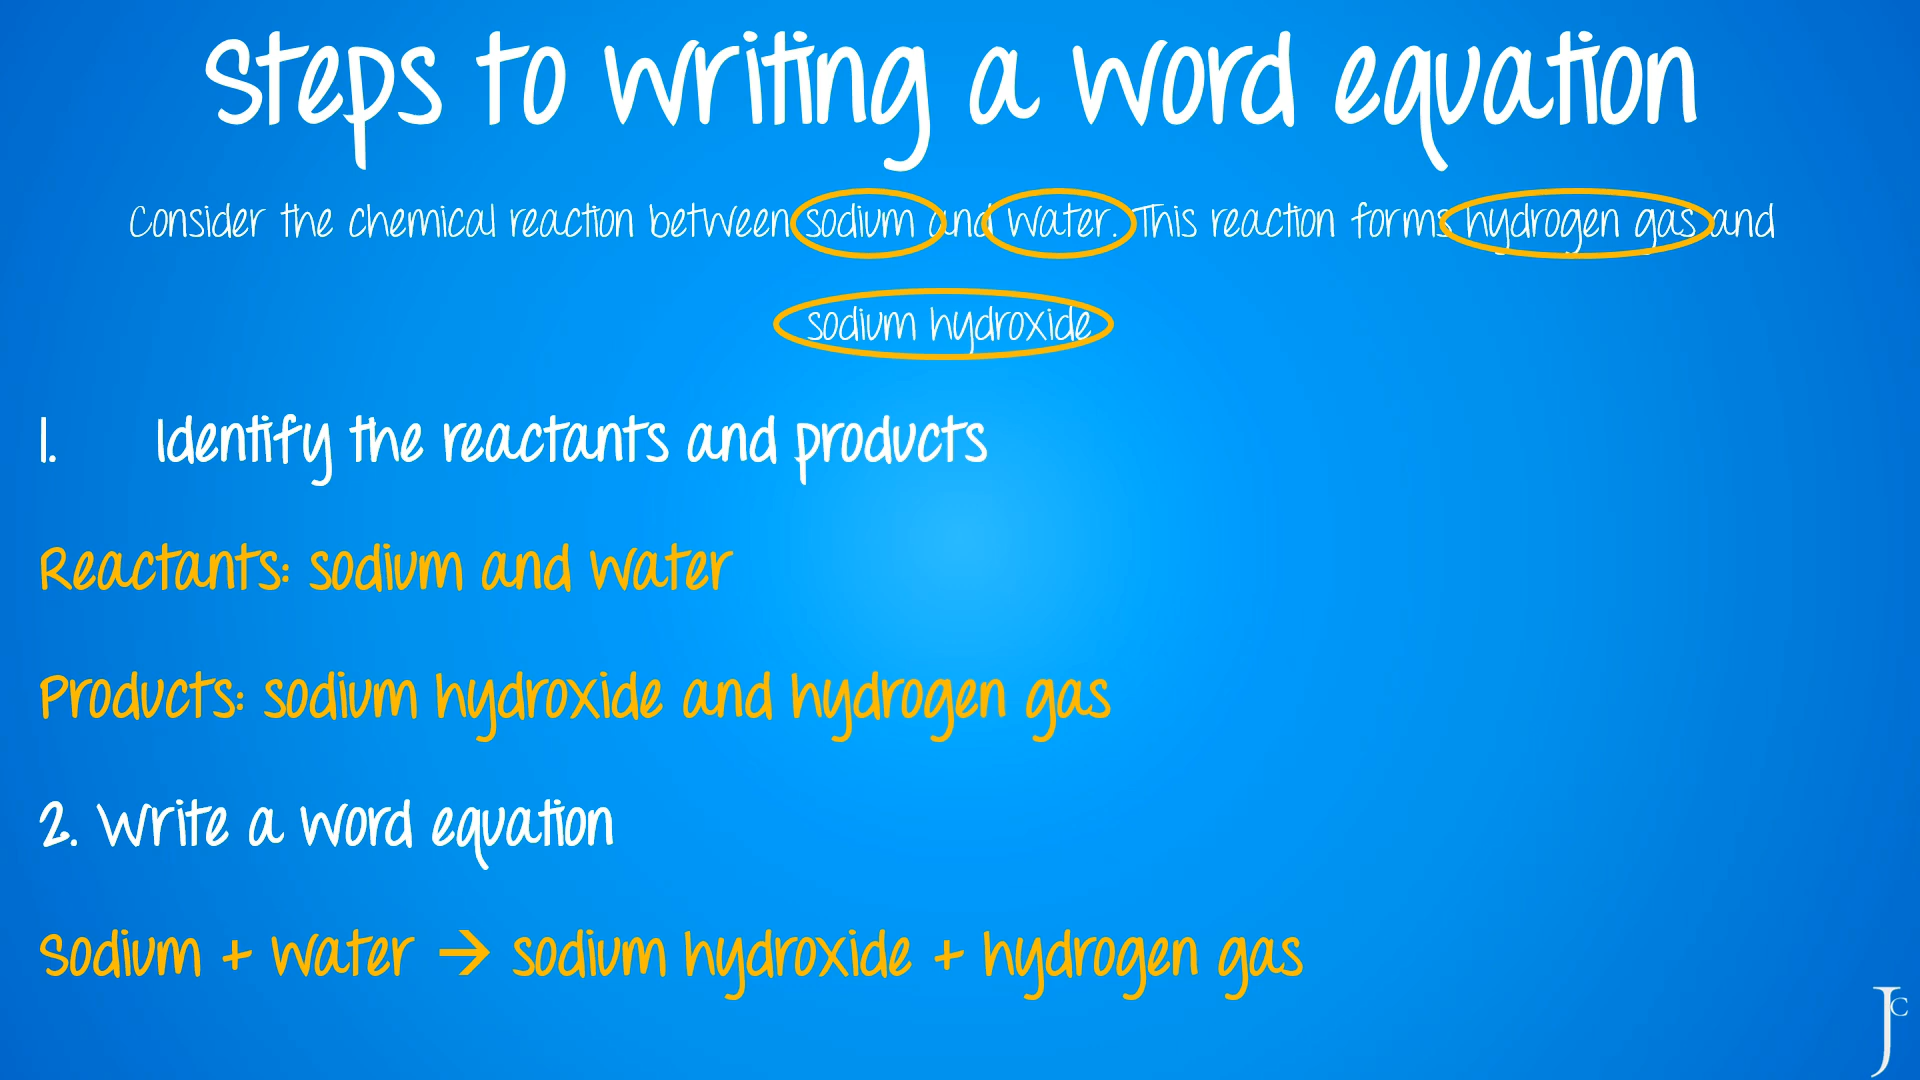 Steps to writing a word equation
Consider the chemical reaction between sodium and water. This reaction forms hydrogen gas and
sodium hydroxide
1. Identify the reactants and products
Reactants: sodium and water
Products: sodium hydroxide and hydrogen gas
2. Write a word equation
Sodium + water → sodium hydroxide + hydrogen gas
JC